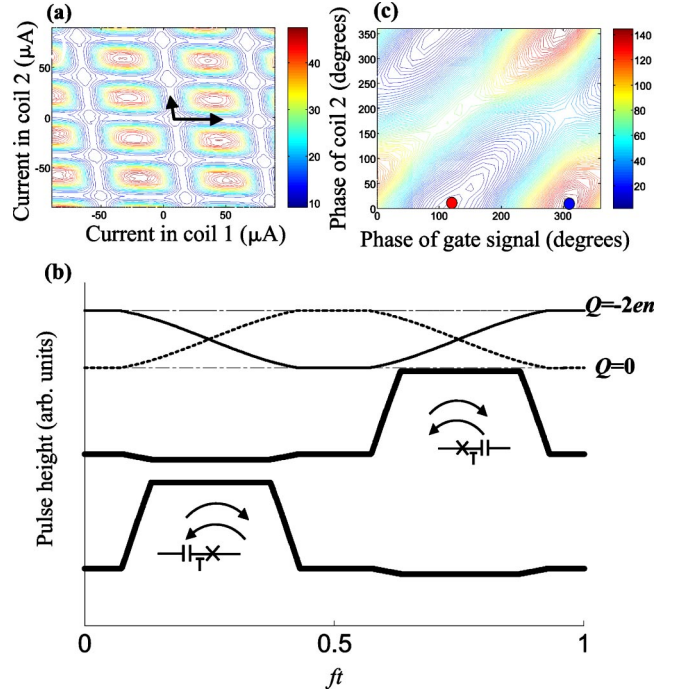 (a)
Current in coil 2 (μA)
50
0
-50
-50
0
50
Current in coil 1 (μA)
40
30
20
10
(c)
Phase of coil 2 (degrees)
350
300
250
200
150
100
50
0
0
100
200
300
Phase of gate signal (degrees)
140
120
100
80
60
40
20
(b)
Pulse height (arb. units)
Q=-2en
Q=0
T
T
0
0.5
1
ft